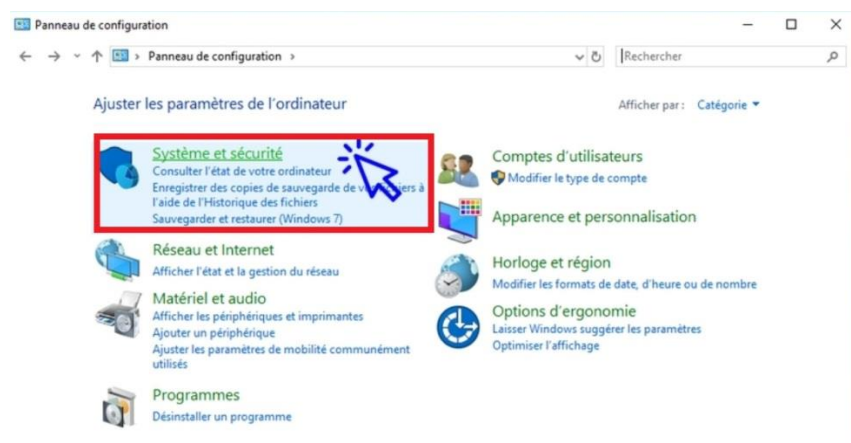 Panneau de configuration
Panneau de configuration
Rechercher
Ajuster les paramètres de l'ordinateur
Afficher par :
Catégorie
Système et sécurité
Consulter l'état de votre ordinateur
Enregistrer des copies de sauvegarde de à
l'aide de l'Historique des fichiers
Sauvegarder et restaurer (Windows 7)
Réseau et Internet
Afficher l'état et la gestion du réseau
Matériel et audio
Afficher les périphériques et imprimantes
Ajouter un périphérique
Ajuster les paramètres de mobilité communément
utilisés
Programmes
Désinstaller un programme
Comptes d'utilisateurs
Modifier le type de compte
Apparence et personnalisation
Horloge et région
Modifier les formats de date, d'heure ou de nombre
Options d'ergonomie
Laisser Windows suggérer les paramètres
Optimiser l'affichage